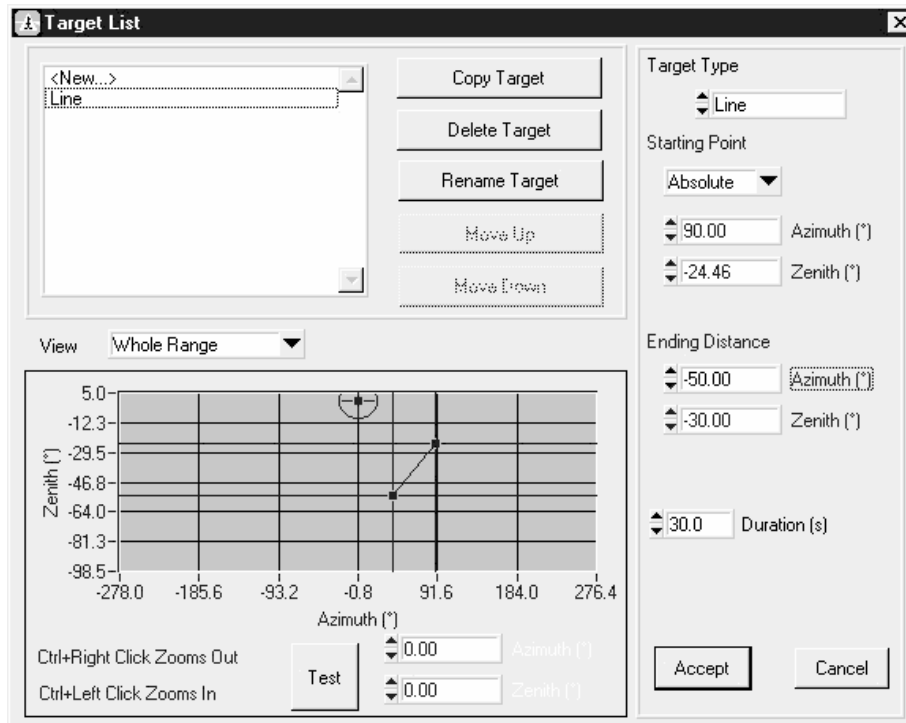 Target List
<New...>
Line
Copy Target
Delete Target
Rename Target
Move Up
Move Down
View Whole Range
5.0
-12.3
-29.5
-46.8
-64.0
-81.3
-98.5
Zenith (°)
-278.0 -185.6 -93.2 -0.8 91.6 184.0 276.4
Azimuth (°)
Ctrl+Right Click Zooms Out
Ctrl+Left Click Zooms In
Test
0.00 Azimuth (°)
0.00 Zenith (°)
Target Type
Line
Starting Point
Absolute
90.00 Azimuth (°)
-24.46 Zenith (°)
Ending Distance
-50.00 Azimuth (°)
-30.00 Zenith (°)
30.0 Duration (s)
Accept Cancel